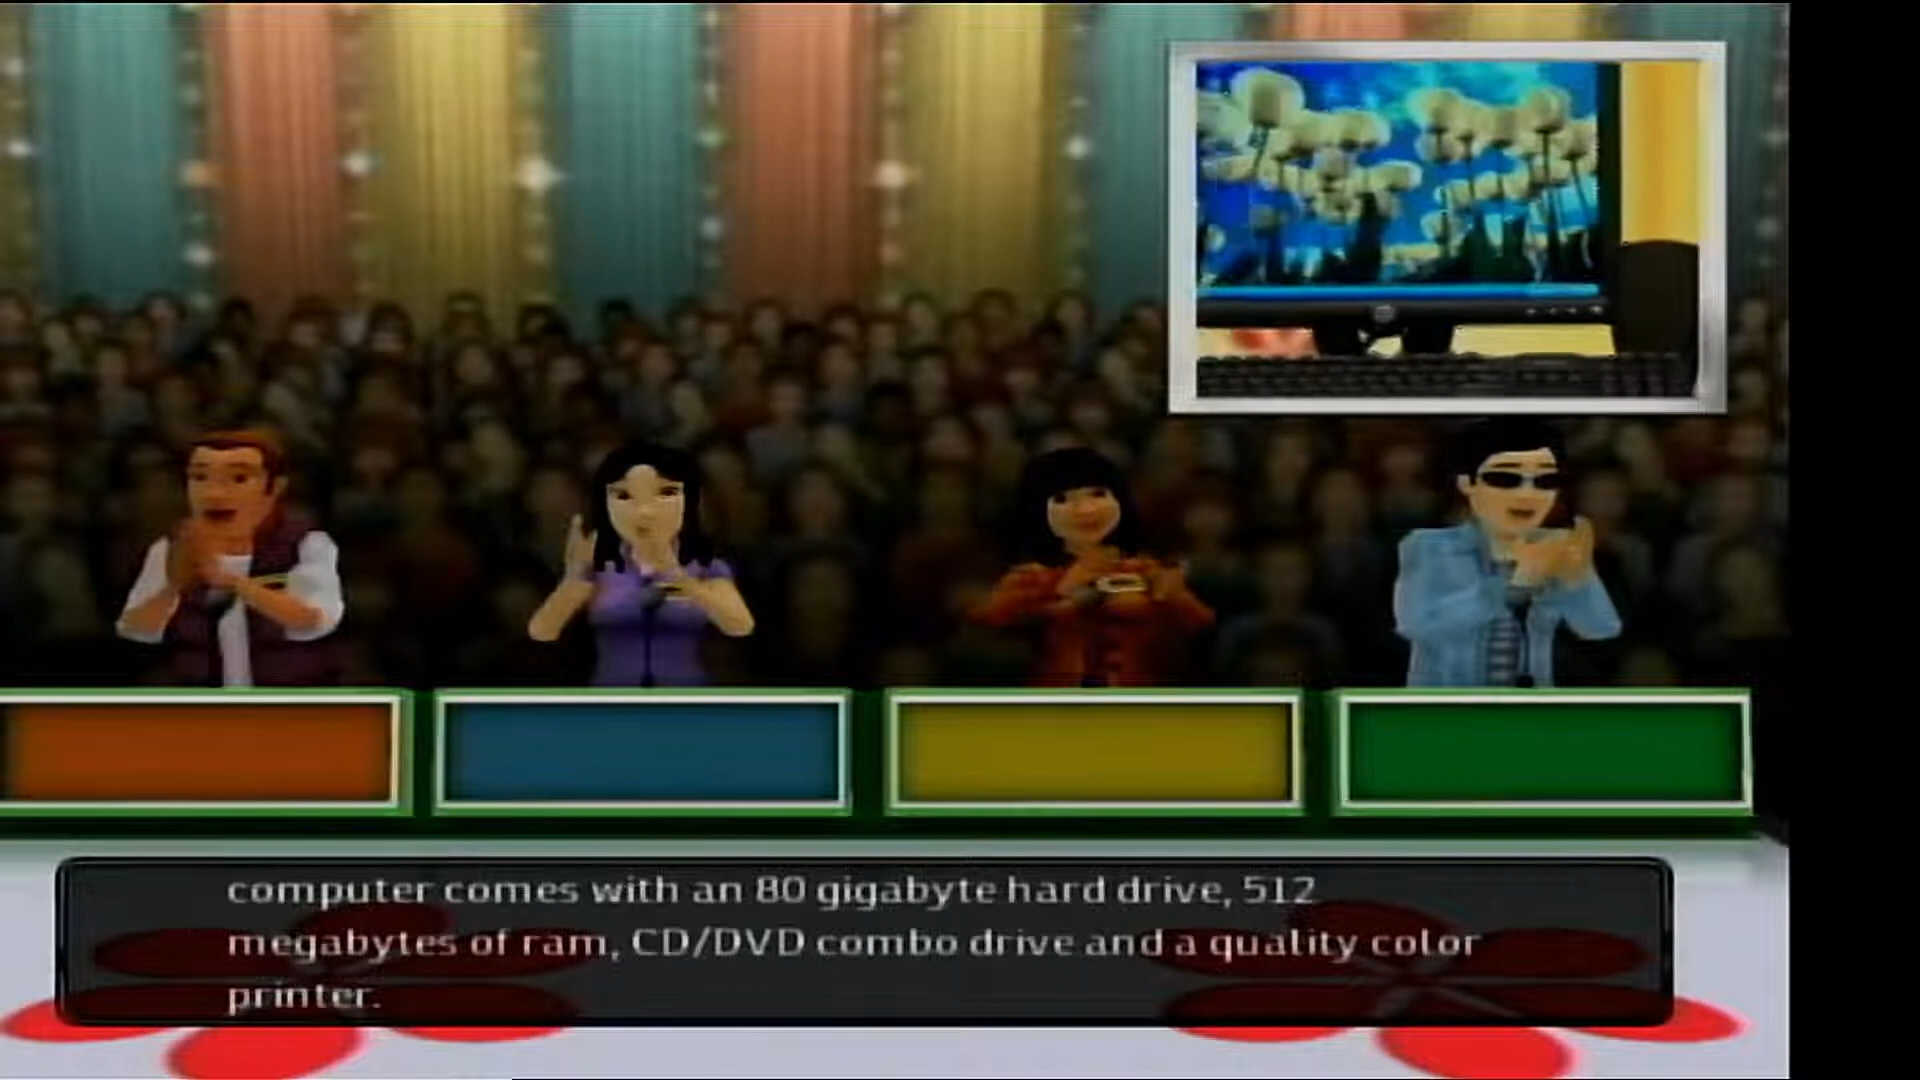 computer comes with an 80 gigabyte hard drive, 512
megabytes of ram, CD/DVD combo drive and a quality color
printer.